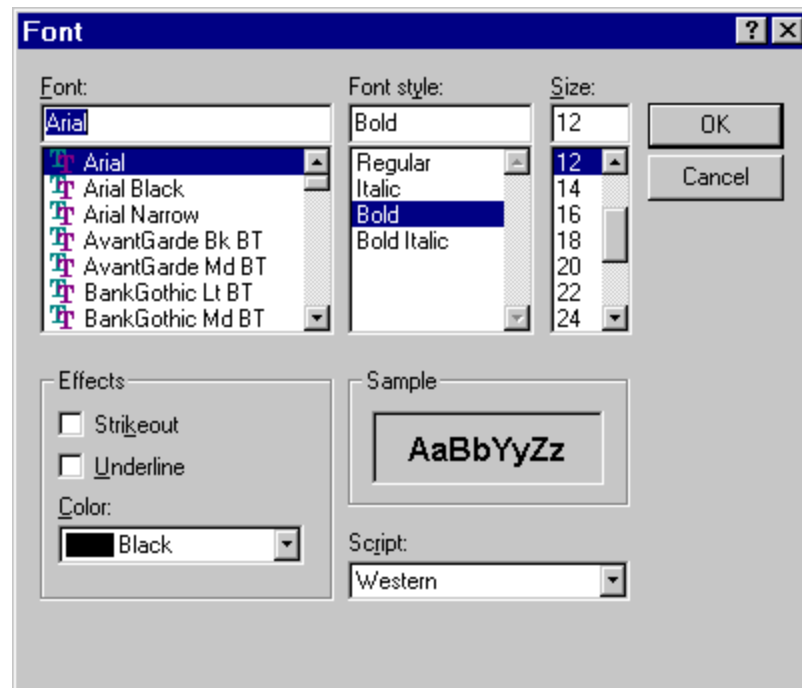 Font
Font:
Arial
Arial
Arial Black
Arial Narrow
AvantGarde Bk BT
AvantGarde Md BT
BankGothic Lt BT
BankGothic Md BT
Font style:
Bold
Regular
Italic
Bold
Bold Italic
Size:
12
12
14
16
18
20
22
24
OK
Cancel
Effects
Strikeout
Underline
Color:
Black
Sample
AaBbYyZz
Script:
Western